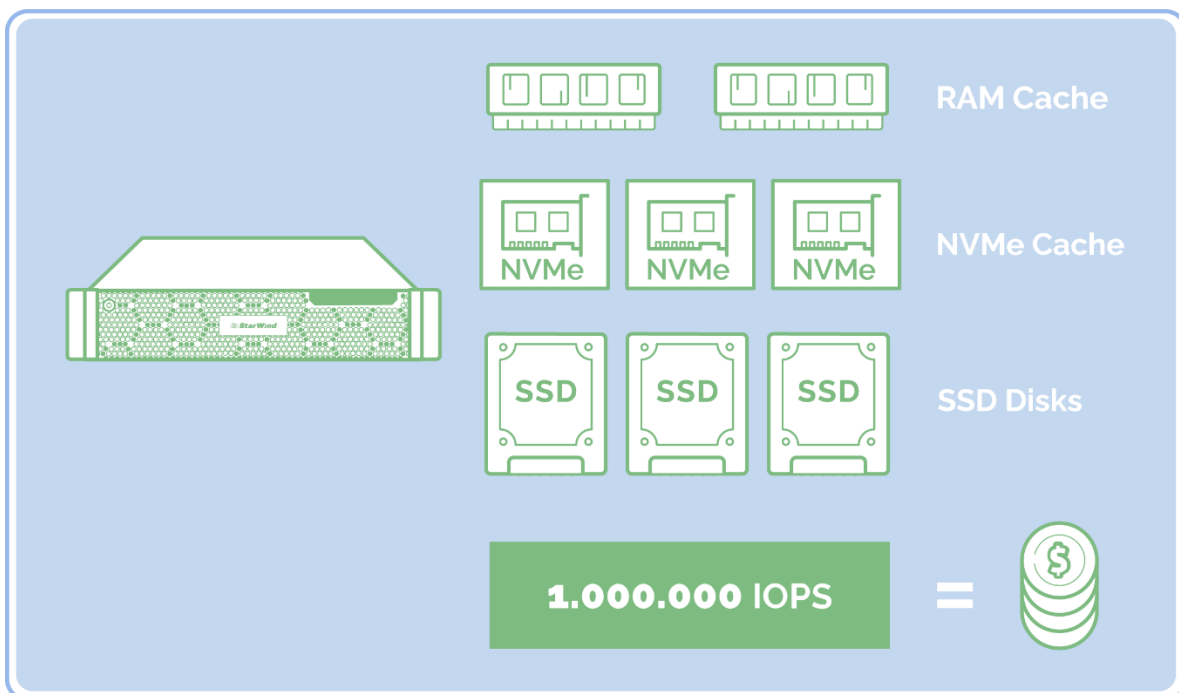 RAM Cache
NVMe NVMe NVMe
NVMe Cache
StarWind
SSD SSD SSD
SSD Disks
1.000.000 IOPS = $